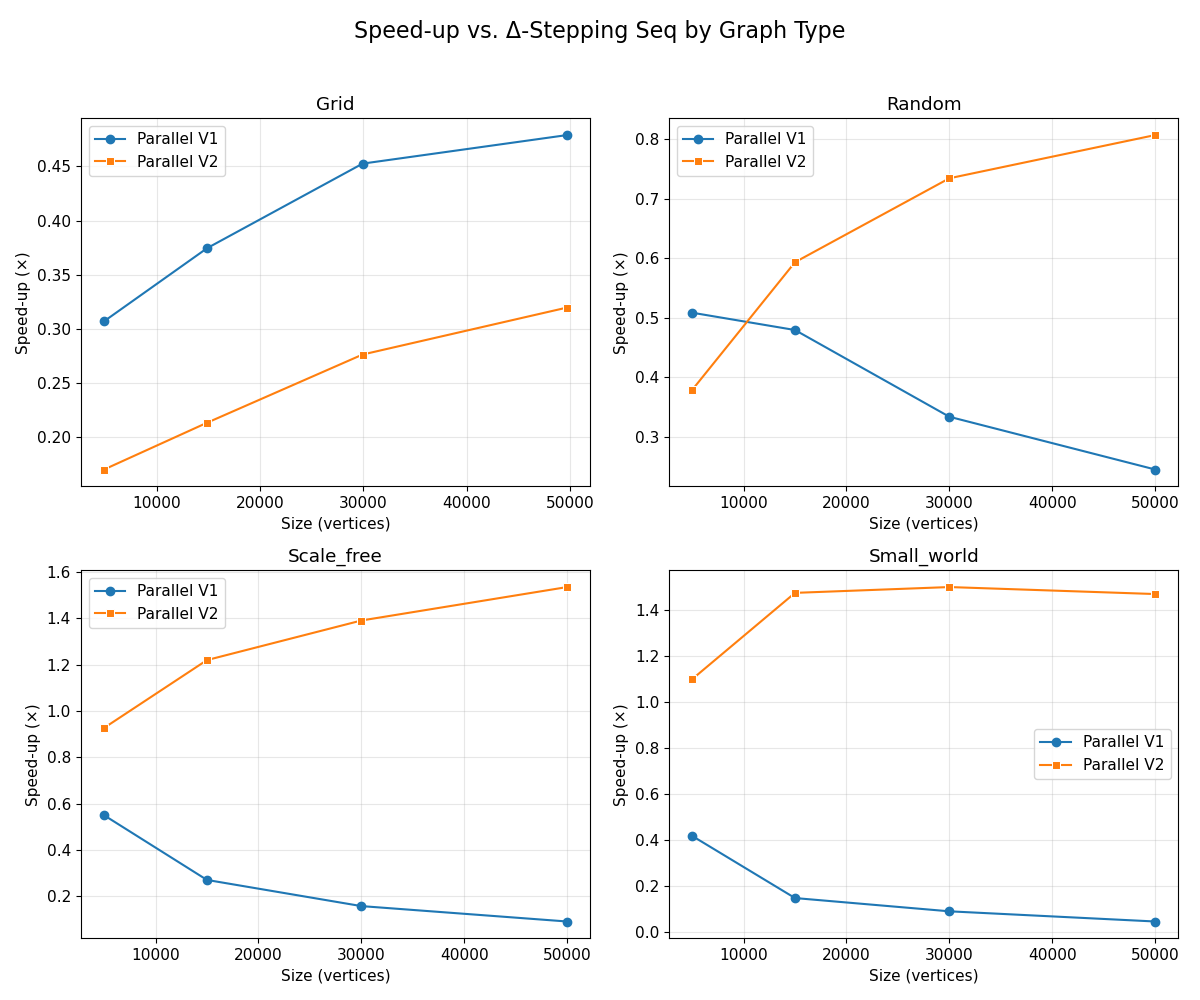 Speed-up vs. Δ-Stepping Seq by Graph Type
Grid
Parallel V1
Parallel V2
0.45
0.40
0.35
0.30
0.25
0.20
Speed-up (×)
10000 20000 30000 40000 50000
Size (vertices)
Random
Parallel V1
Parallel V2
0.8
0.7
0.6
0.5
0.4
0.3
Speed-up (×)
10000 20000 30000 40000 50000
Size (vertices)
Scale_free
Parallel V1
Parallel V2
1.6
1.4
1.2
1.0
0.8
0.6
0.4
0.2
Speed-up (×)
10000 20000 30000 40000 50000
Size (vertices)
Small_world
Parallel V1
Parallel V2
1.4
1.2
1.0
0.8
0.6
0.4
0.2
0.0
Speed-up (×)
10000 20000 30000 40000 50000
Size (vertices)